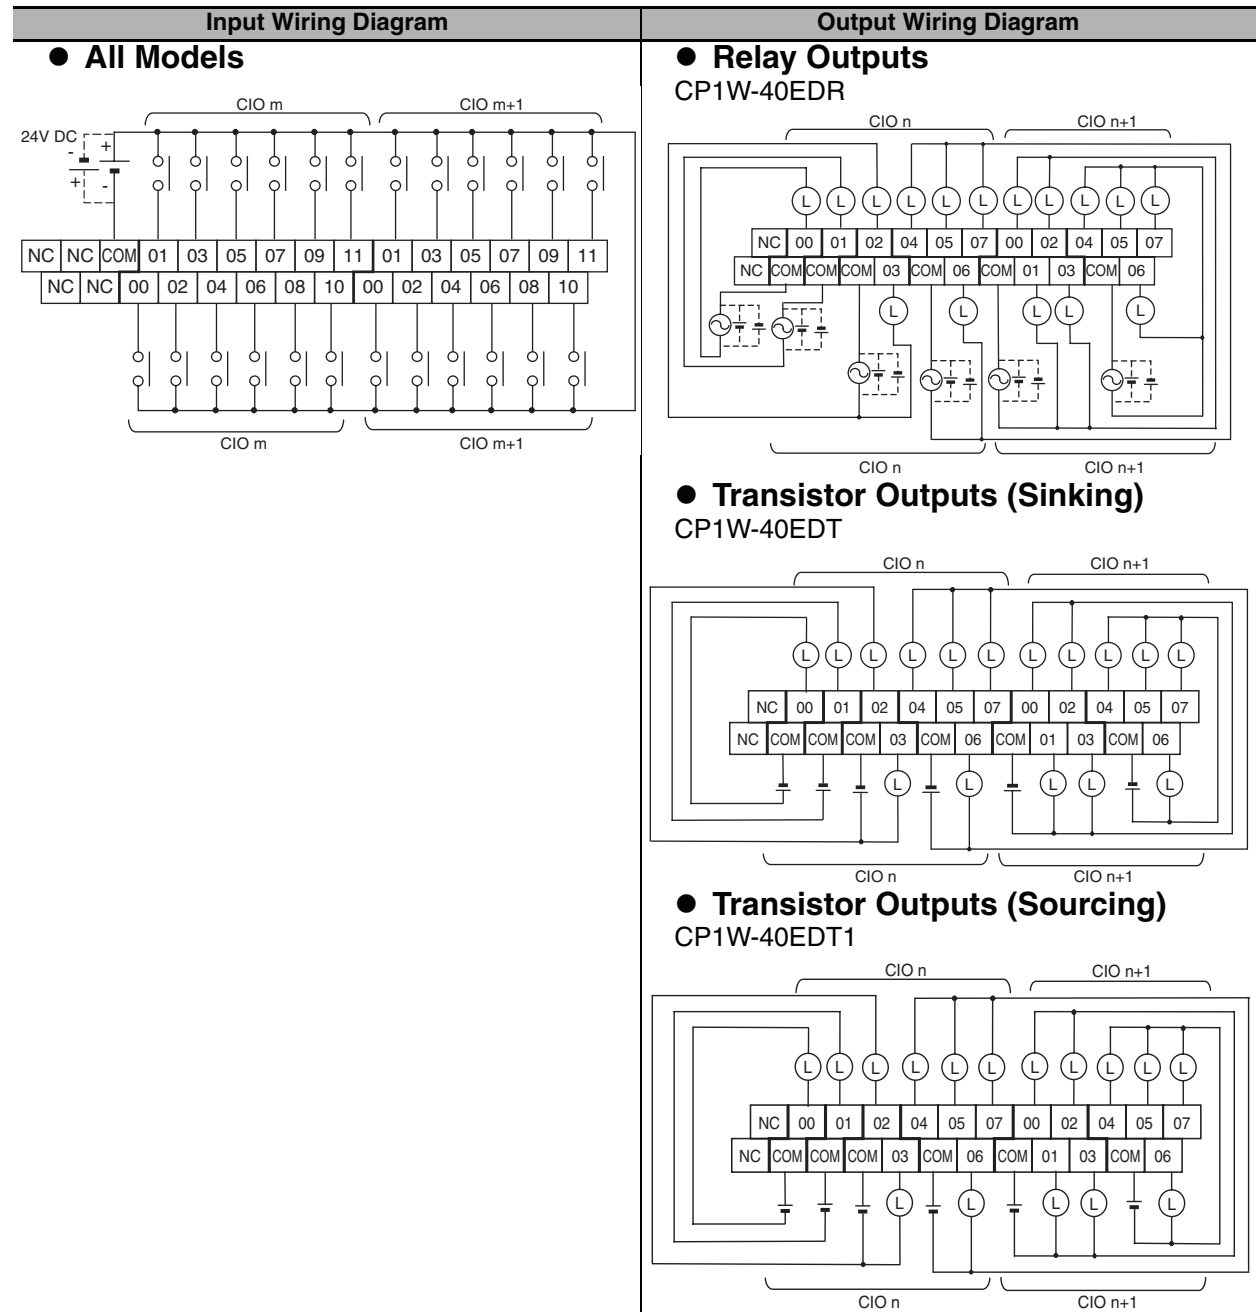 Input Wiring Diagram
● All Models
CIO m CIO m+1
24V DC
- +
+ -
NC NC COM 01 03 05 07 09 11 01 03 05 07 09 11
NC NC 00 02 04 06 08 10 00 02 04 06 08 10
CIO m CIO m+1
Output Wiring Diagram
● Relay Outputs
CP1W-40EDR
CIO n CIO n+1
L L L L L L L L L L L
NC 00 01 02 04 05 07 00 02 04 05 07
NC COM COM COM 03 COM 06 COM 01 03 COM 06
L L L L L
CIO n CIO n+1
● Transistor Outputs (Sinking)
CP1W-40EDT
CIO n CIO n+1
L L L L L L L L L L L
NC 00 01 02 04 05 07 00 02 04 05 07
NC COM COM COM 03 COM 06 COM 01 03 COM 06
L L L L L
CIO n CIO n+1
● Transistor Outputs (Sourcing)
CP1W-40EDT1
CIO n CIO n+1
L L L L L L L L L L L
NC 00 01 02 04 05 07 00 02 04 05 07
NC COM COM COM 03 COM 06 COM 01 03 COM 06
L L L L L
CIO n CIO n+1